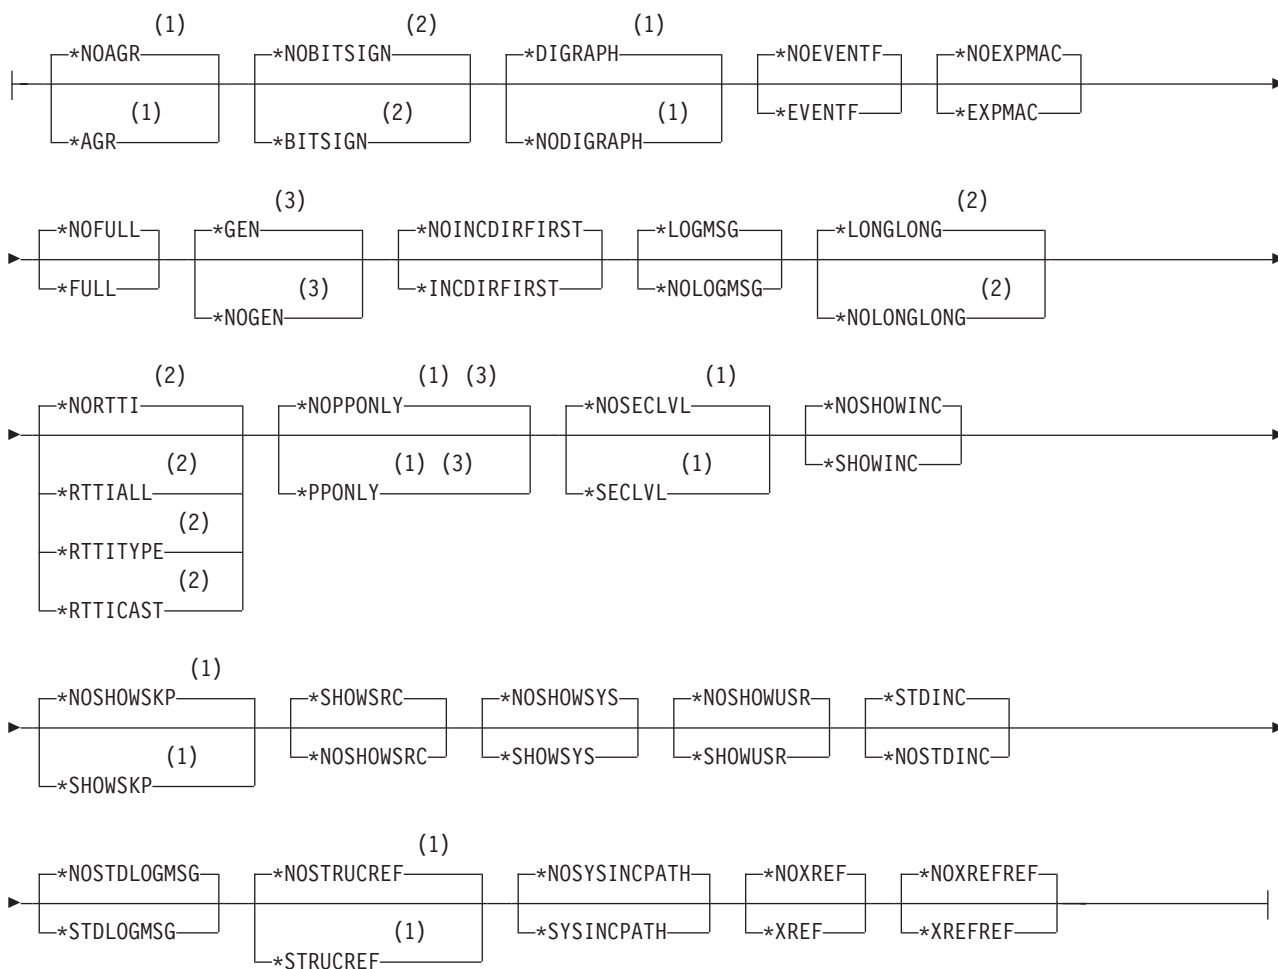 (1) (2) (1)
*NOAGR *NOBITSIGN *DIGRAPH *NOEVENTF *NOEXPMAC
(1) (2) (1) *EVENTF *EXPMAC
*AGR *BITSIGN *NODIGRAPH
(3) (2)
*NOFULL *GEN *NOINCDIRFIRST *LOGMSG *LONGLONG
*FULL (3) *INCDIRFIRST *NOLOGMSG (2)
*NOGEN *NOLONGLONG
(2) (1) (3) (1)
*NORTTI *NOPPONLY *NOSECLVL *NOSHOWINC
(2) (1) (3) (1) *SHOWINC
*RTTIALL *PPONLY *SECLVL
(2)
*RTTITYPE
(2)
*RTTICAST
(1)
*NOSHOWSKP *SHOWSRC *NOSHOWSYS *NOSHOWUSR *STDINC
(1) *NOSHOWSRC *SHOWSYS *SHOWUSR *NOSTDINC
*SHOWSKP
(1)
*NOSTDLOGMSG *NOSTRUCREF *NOSYSINCPATH *NOXREF *NOXREFREF
*STDLOGMSG (1) *SYSINCPATH *XREF *XREFREF
*STRUCREF